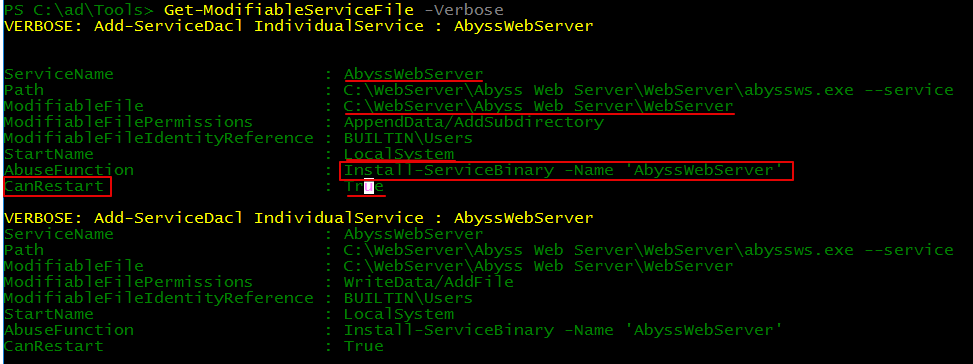 PS C:\ad\Tools> Get-ModifiableServiceFile -Verbose
VERBOSE: Add-ServiceDacl IndividualService : AbyssWebServer
ServiceName : AbyssWebServer
Path : C:\WebServer\Abyss Web Server\WebServer\abyssws.exe --service
ModifiableFile : C:\WebServer\Abyss Web Server\WebServer
ModifiableFilePermissions : AppendData/AddSubdirectory
ModifiableFileIdentityReference : BUILTIN\Users
StartName : LocalSystem
AbuseFunction : Install-ServiceBinary -Name 'AbyssWebServer'
CanRestart : True
VERBOSE: Add-ServiceDacl IndividualService : AbyssWebServer
ServiceName : AbyssWebServer
Path : C:\WebServer\Abyss Web Server\WebServer\abyssws.exe --service
ModifiableFile : C:\WebServer\Abyss Web Server\WebServer
ModifiableFilePermissions : WriteData/AddFile
ModifiableFileIdentityReference : BUILTIN\Users
StartName : LocalSystem
AbuseFunction : Install-ServiceBinary -Name 'AbyssWebServer'
CanRestart : True